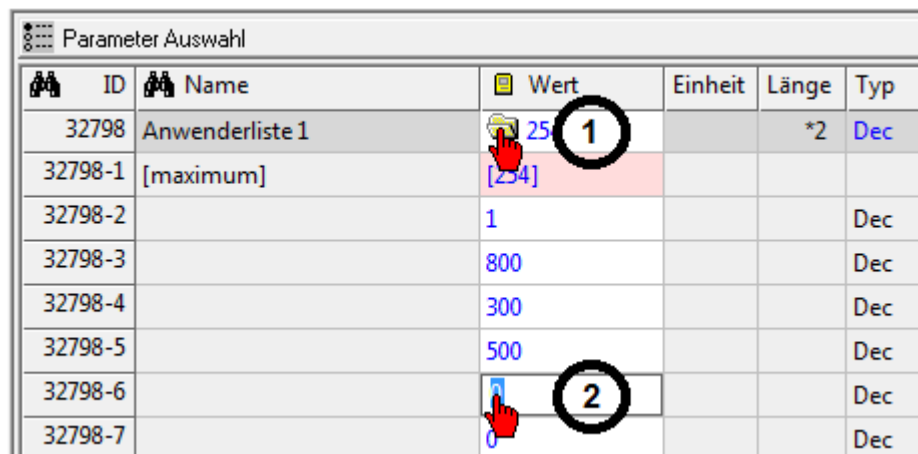 Parameter Auswahl
ID Name Wert Einheit Länge Typ
32798 Anwenderliste 1 25 1 *2 Dec
32798-1 [maximum] [254]
32798-2 1 Dec
32798-3 800 Dec
32798-4 300 Dec
32798-5 500 Dec
32798-6 0 2 Dec
32798-7 0 Dec